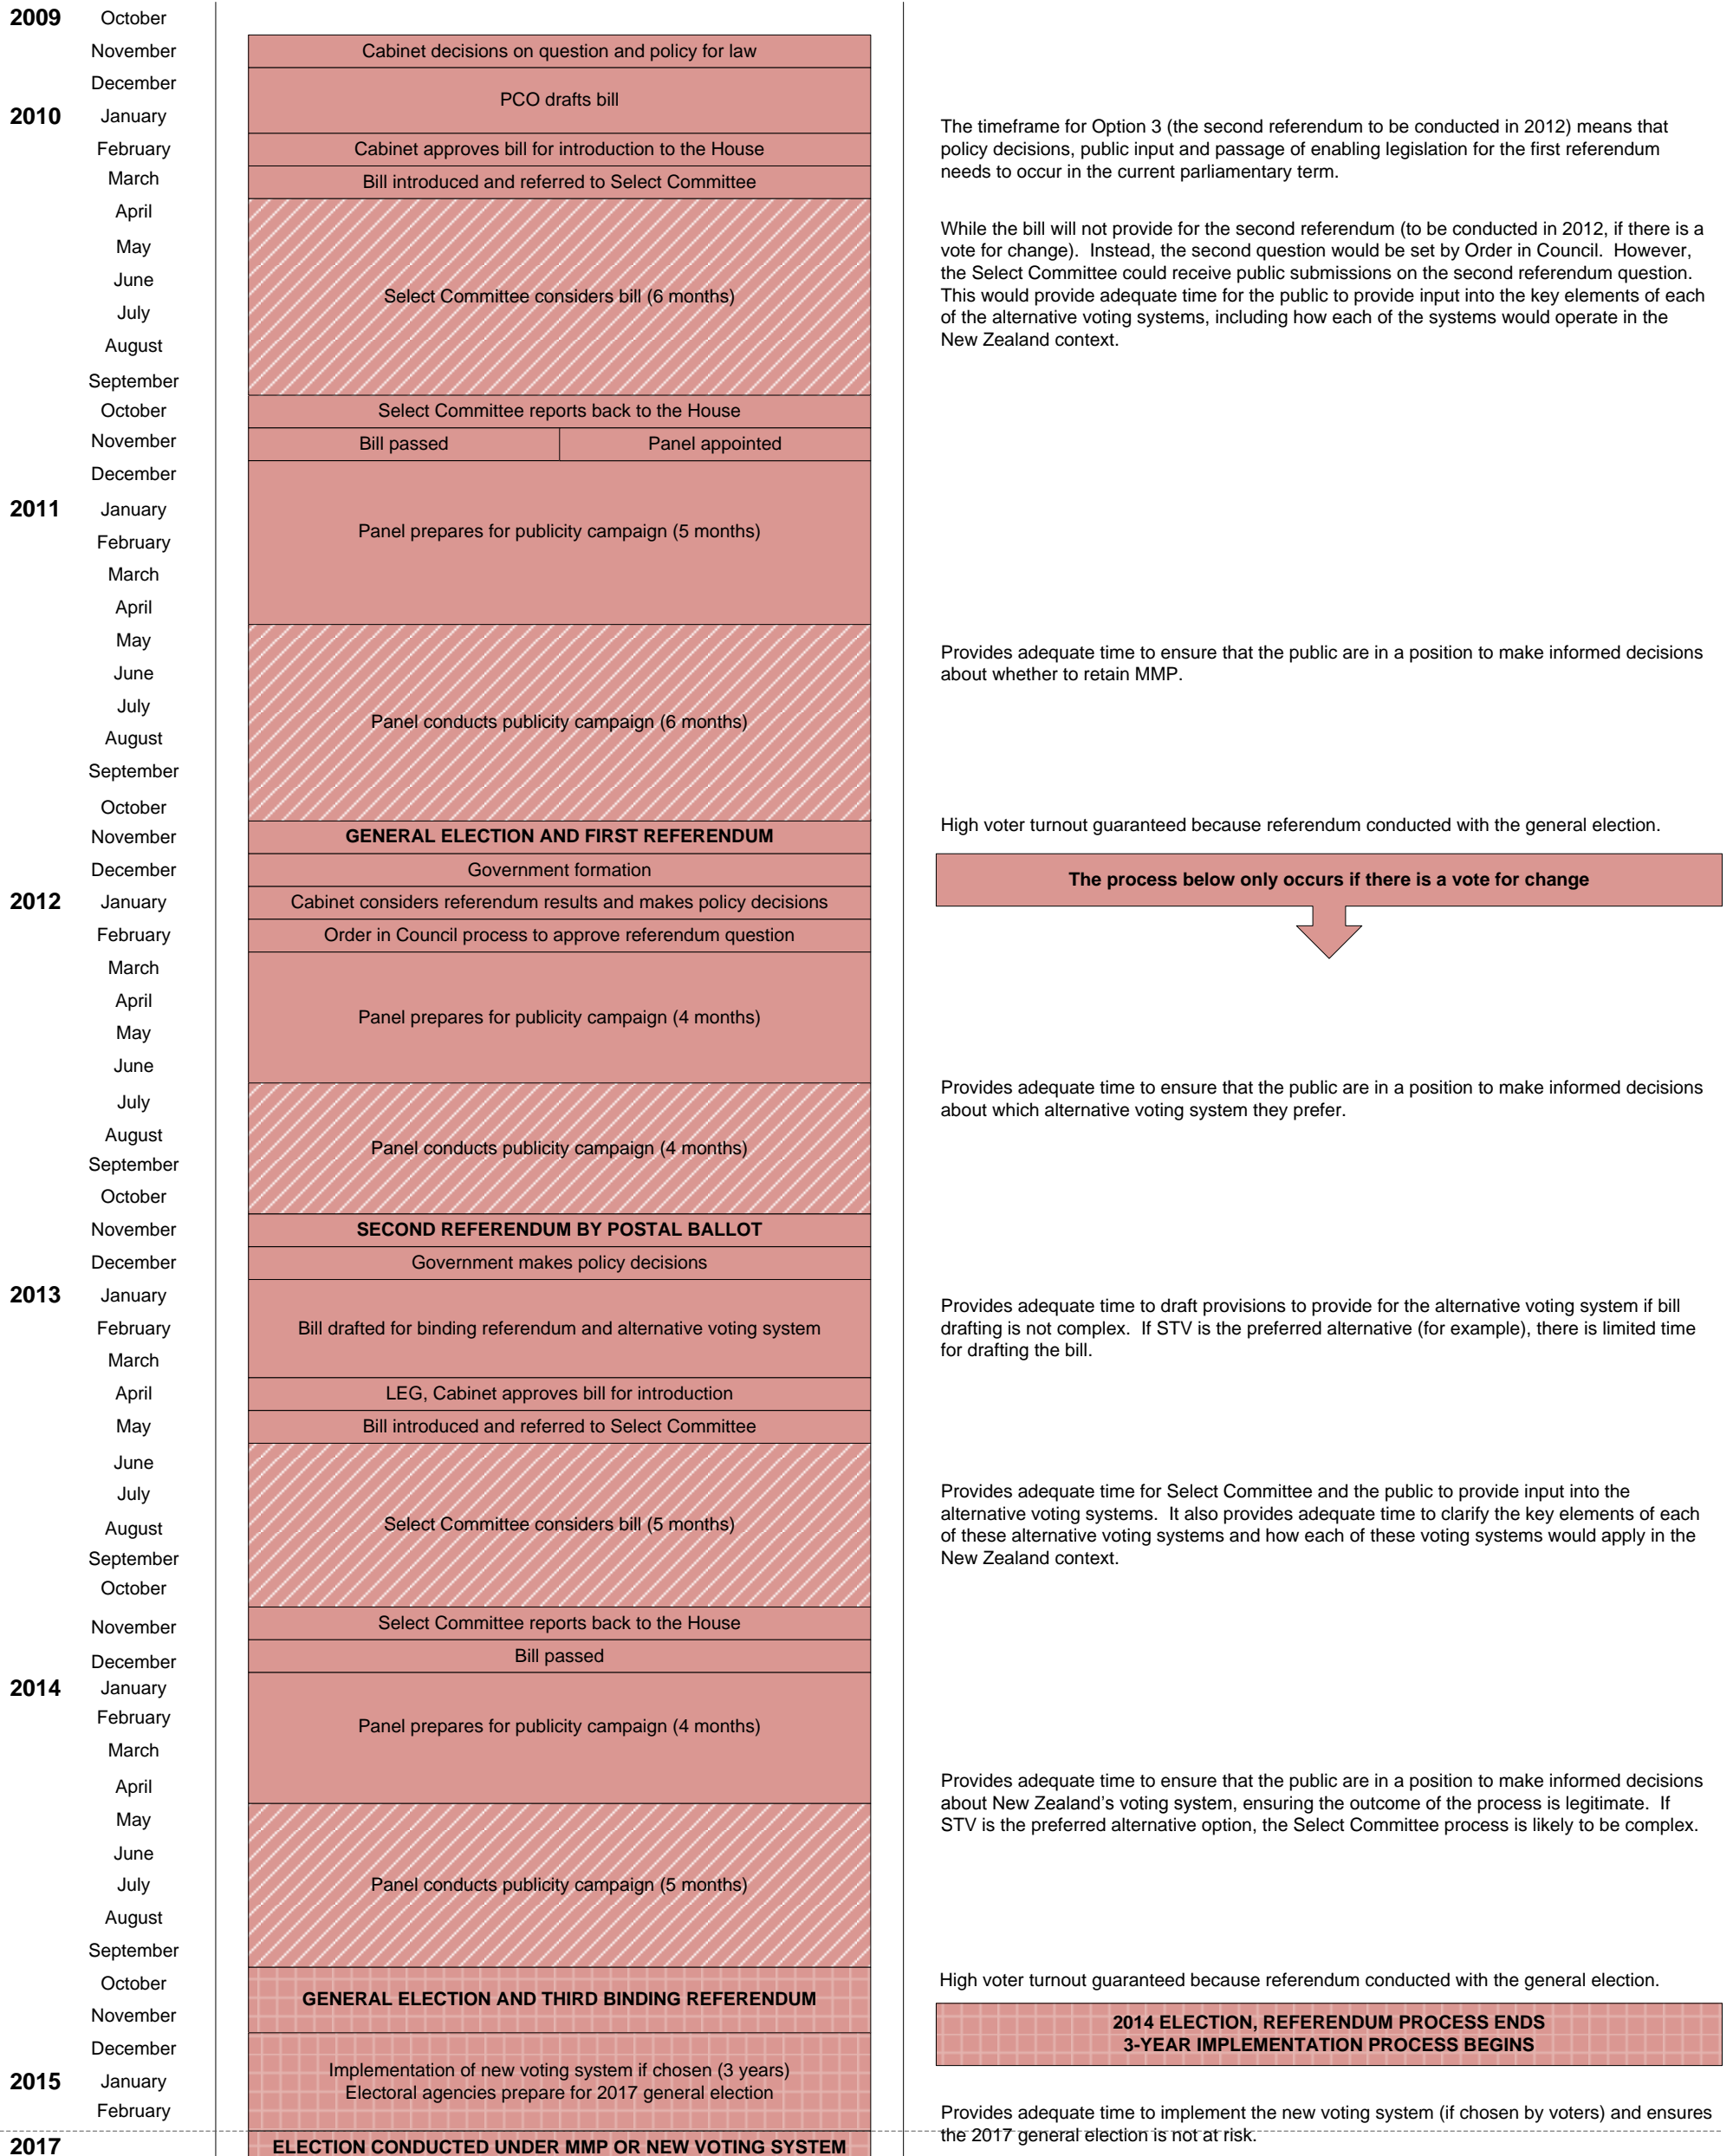 2009 October
November
December
2010 January
February
March
April
May
June
July
August
September
October
November
December
2011 January
February
March
April
May
June
July
August
September
October
November
December
2012 January
February
March
April
May
June
July
August
September
October
November
December
2013 January
February
March
April
May
June
July
August
September
October
November
December
2014 January
February
March
April
May
June
July
August
September
October
November
December
2015 January
February
2017
Cabinet decisions on question and policy for law
PCO drafts bill
Cabinet approves bill for introduction to the House
Bill introduced and referred to Select Committee
Select Committee considers bill (6 months)
Select Committee reports back to the House
Bill passed
Panel appointed
Panel prepares for publicity campaign (5 months)
Panel conducts publicity campaign (6 months)
GENERAL ELECTION AND FIRST REFERENDUM
Government formation
Cabinet considers referendum results and makes policy decisions
Order in Council process to approve referendum question
Panel prepares for publicity campaign (4 months)
Panel conducts publicity campaign (4 months)
SECOND REFERENDUM BY POSTAL BALLOT
Government makes policy decisions
Bill drafted for binding referendum and alternative voting system
LEG, Cabinet approves bill for introduction
Bill introduced and referred to Select Committee
Select Committee considers bill (5 months)
Select Committee reports back to the House
Bill passed
Panel prepares for publicity campaign (4 months)
Panel conducts publicity campaign (5 months)
GENERAL ELECTION AND THIRD BINDING REFERENDUM
Implementation of new voting system if chosen (3 years)
Electoral agencies prepare for 2017 general election
ELECTION CONDUCTED UNDER MMP OR NEW VOTING SYSTEM
The timeframe for Option 3 (the second referendum to be conducted in 2012) means that
policy decisions, public input and passage of enabling legislation for the first referendum
needs to occur in the current parliamentary term.
While the bill will not provide for the second referendum (to be conducted in 2012, if there is a
vote for change). Instead, the second question would be set by Order in Council. However,
the Select Committee could receive public submissions on the second referendum question.
This would provide adequate time for the public to provide input into the key elements of each
of the alternative voting systems, including how each of the systems would operate in the
New Zealand context.
Provides adequate time to ensure that the public are in a position to make informed decisions
about whether to retain MMP.
High voter turnout guaranteed because referendum conducted with the general election.
The process below only occurs if there is a vote for change
Provides adequate time to ensure that the public are in a position to make informed decisions
about which alternative voting system they prefer.
Provides adequate time to draft provisions to provide for the alternative voting system if bill
drafting is not complex. If STV is the preferred alternative (for example), there is limited time
for drafting the bill.
Provides adequate time for Select Committee and the public to provide input into the
alternative voting systems. It also provides adequate time to clarify the key elements of each
of these alternative voting systems and how each of these voting systems would apply in the
New Zealand context.
Provides adequate time to ensure that the public are in a position to make informed decisions
about New Zealand’s voting system, ensuring the outcome of the process is legitimate. If
STV is the preferred alternative option, the Select Committee process is likely to be complex.
High voter turnout guaranteed because referendum conducted with the general election.
2014 ELECTION, REFERENDUM PROCESS ENDS
3-YEAR IMPLEMENTATION PROCESS BEGINS
Provides adequate time to implement the new voting system (if chosen by voters) and ensures
the 2017 general election is not at risk.